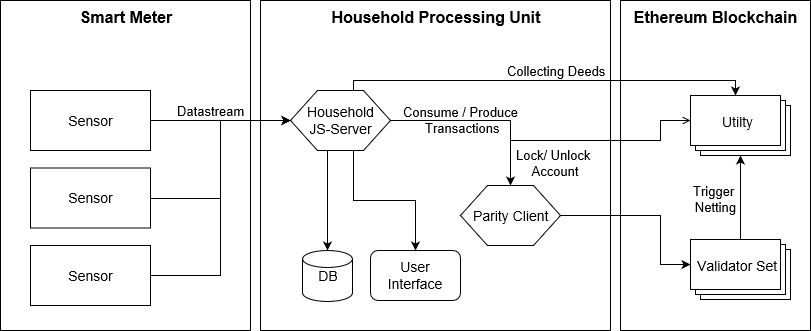 Smart Meter
Household Processing Unit
Ethereum Blockchain
Sensor
Sensor
Sensor
Datastream
Household
JS-Server
Collecting Deeds
Consume / Produce
Transactions
Lock/ Unlock
Account
Parity Client
DB
User
Interface
Utilty
Trigger
Netting
Validator Set